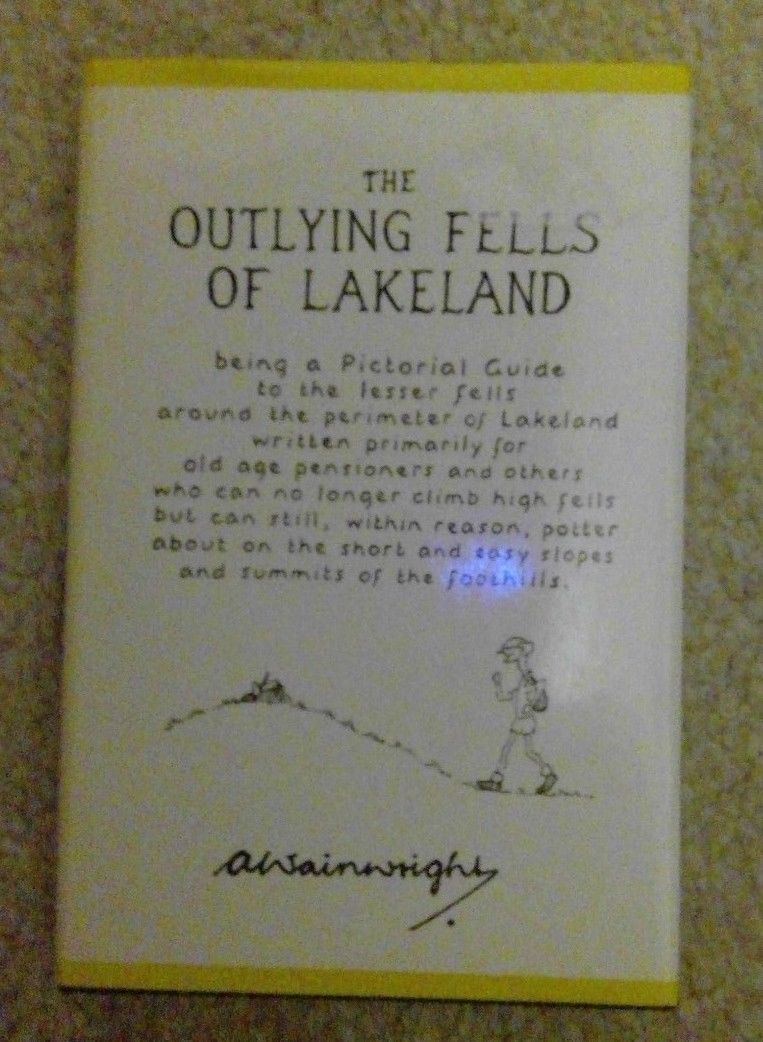 THE
OUTLYING FELLS
OF LAKELAND
being a Pictorial Guide
to the lesser fells
around the perimeter of Lakeland
written primarily for
old age pensioners and others
who can no longer climb high fells
but can still, within reason, potter
about on the short and easy slopes
and summits of the foothills.
AWainwright